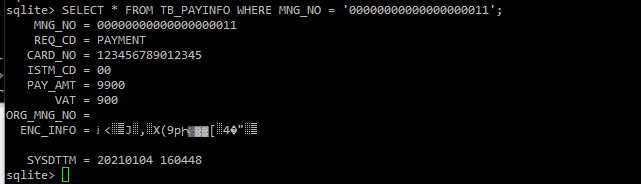 sqlite> SELECT * FROM TB_PAYINFO WHERE MNG_NO = '00000000000000000011';
MNG_NO = 00000000000000000011
REQ_CD = PAYMENT
CARD_NO = 123456789012345
ISTM_CD = 00
PAY_AMT = 9900
VAT = 900
ORG_MNG_NO =
ENC_INFO =
SYSDTTM = 20210104 160448
sqlite>